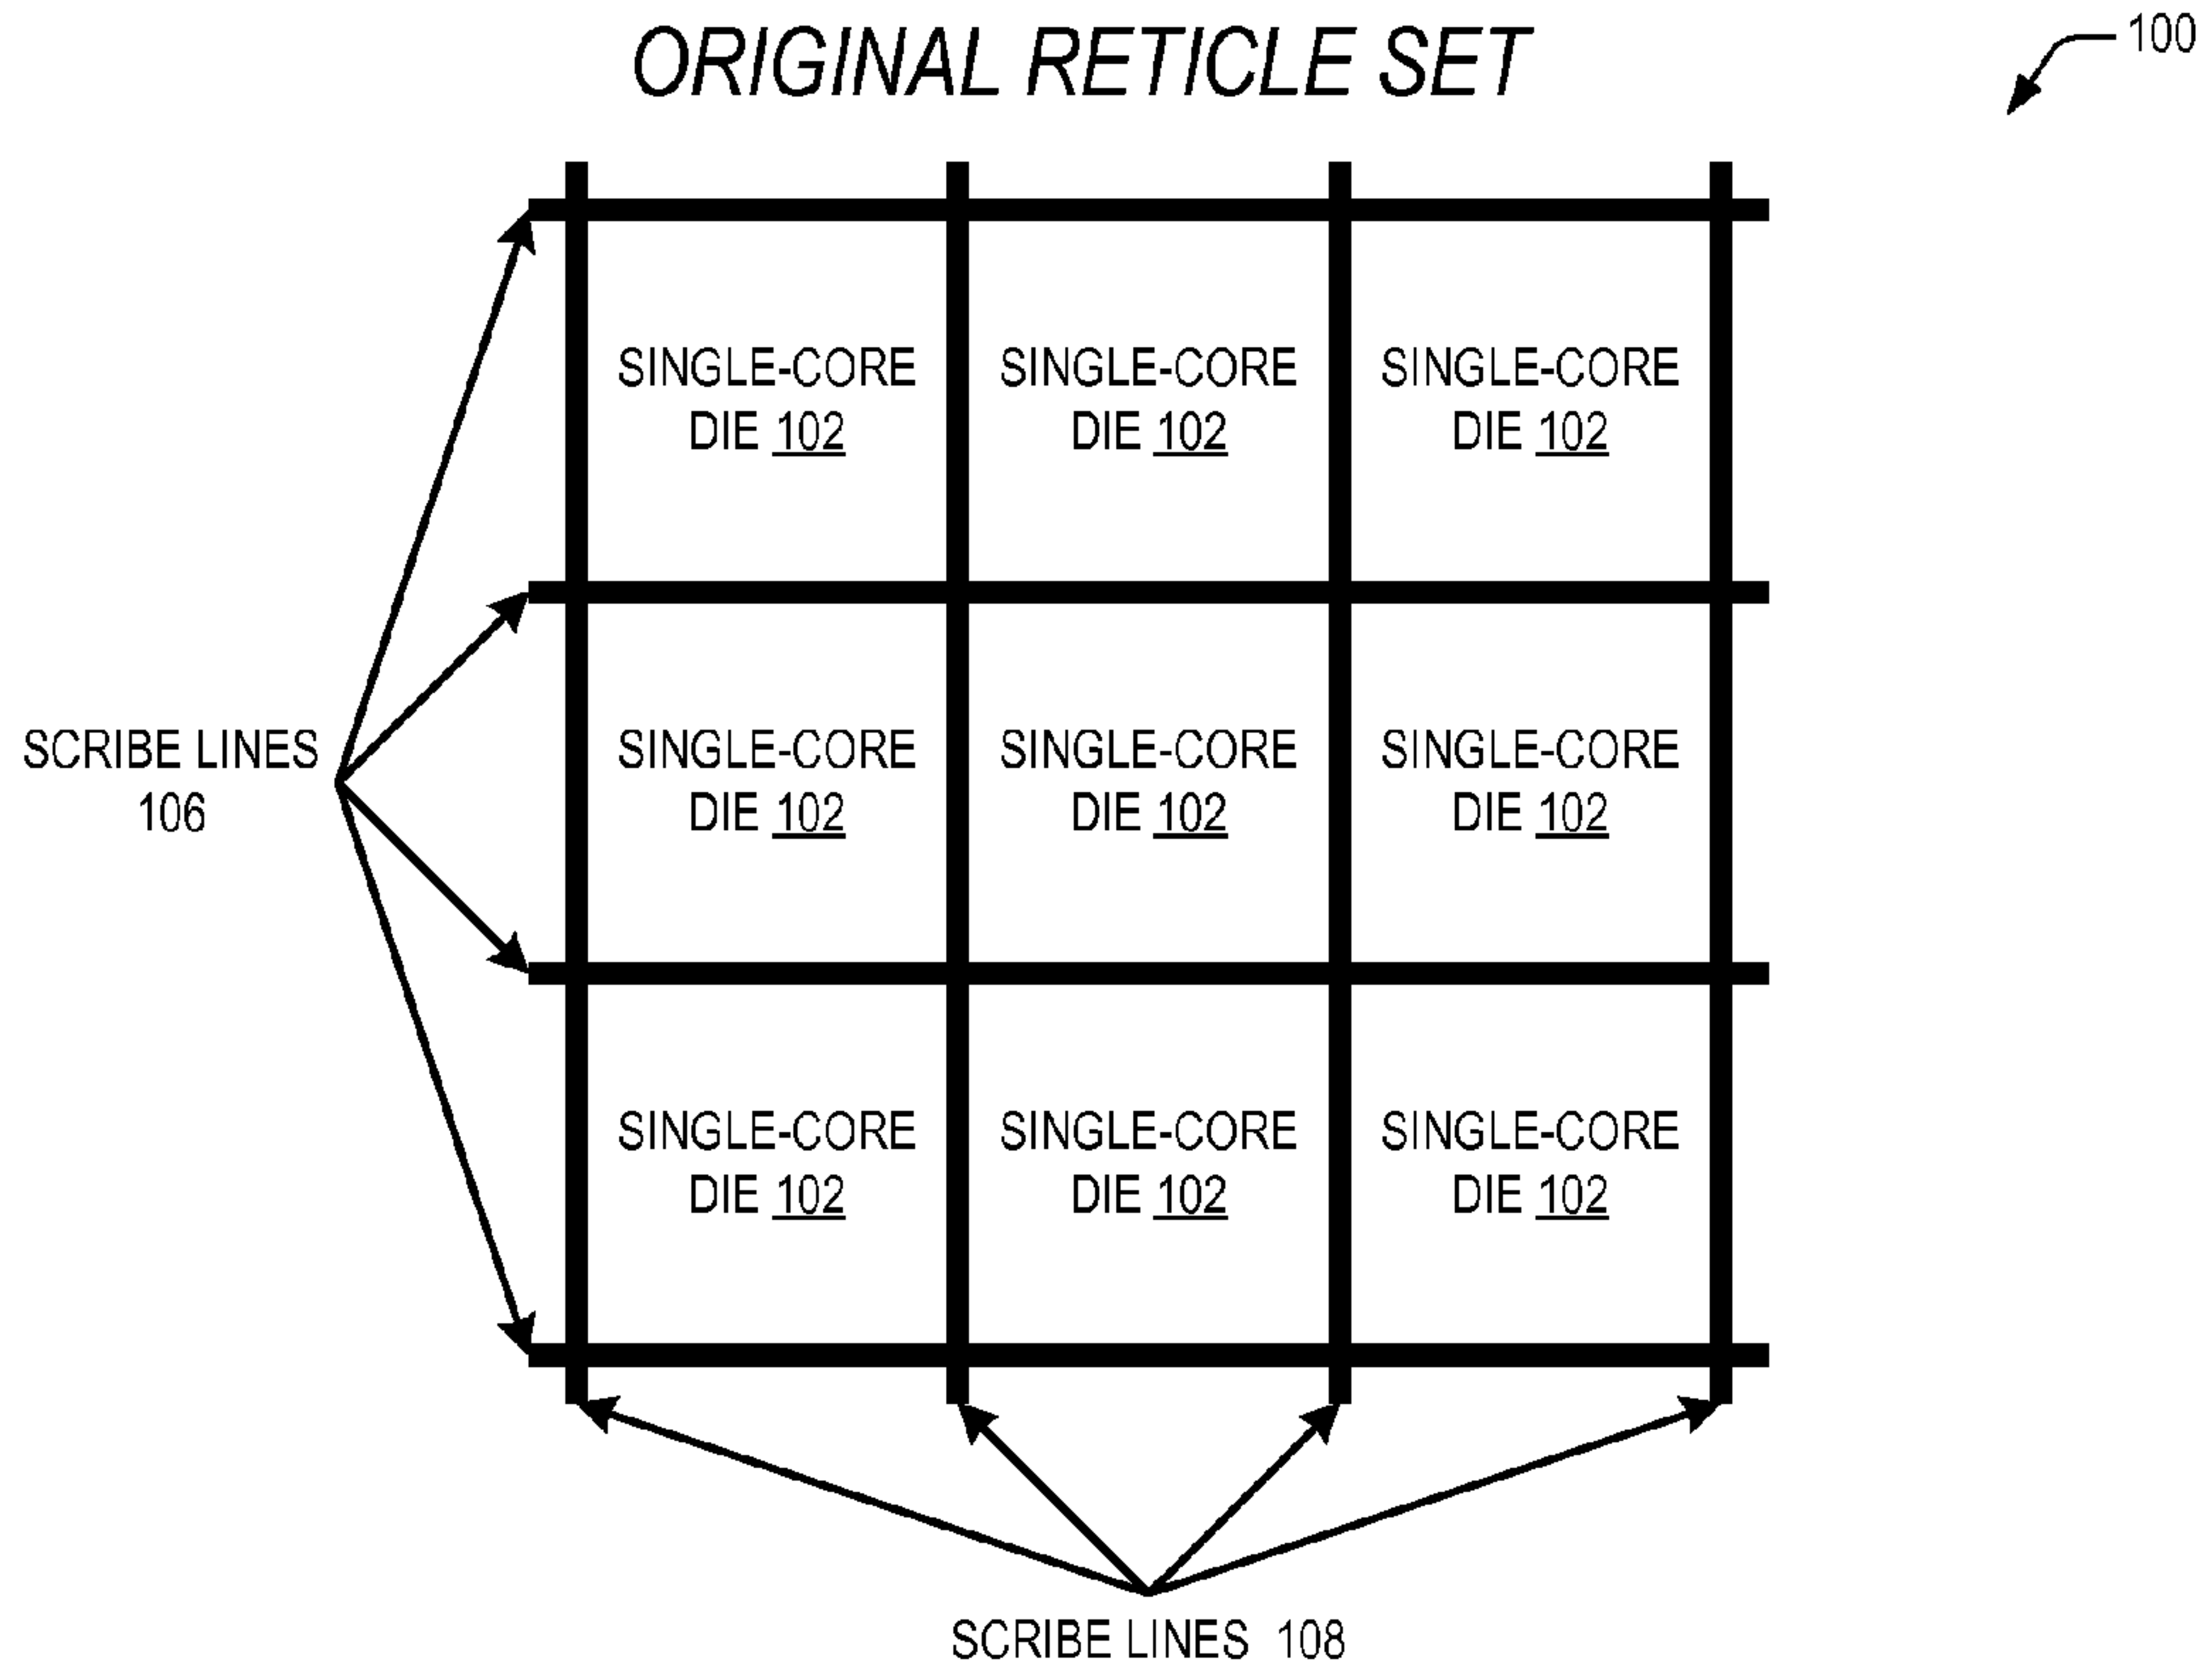 ORIGINAL RETICLE SET
100
SINGLE-CORE
DIE 102
SINGLE-CORE
DIE 102
SINGLE-CORE
DIE 102
SCRIBE LINES
106
SINGLE-CORE
DIE 102
SINGLE-CORE
DIE 102
SINGLE-CORE
DIE 102
SINGLE-CORE
DIE 102
SINGLE-CORE
DIE 102
SINGLE-CORE
DIE 102
SCRIBE LINES 108